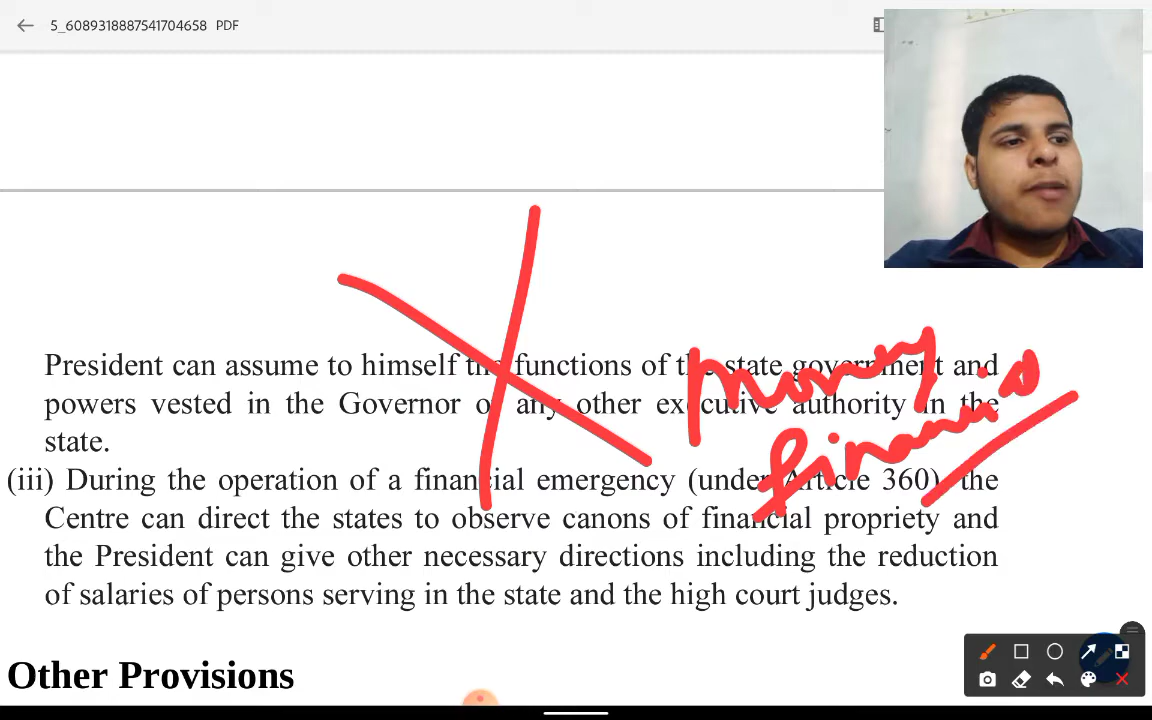 5_6089318887541704658 PDF
President can assume to himself the functions of the state government and
powers vested in the Governor or any other executive authority in the
state.
money
financial
(iii) During the operation of a financial emergency (under Article 360), the
Centre can direct the states to observe canons of financial propriety and
the President can give other necessary directions including the reduction
of salaries of persons serving in the state and the high court judges.
Other Provisions